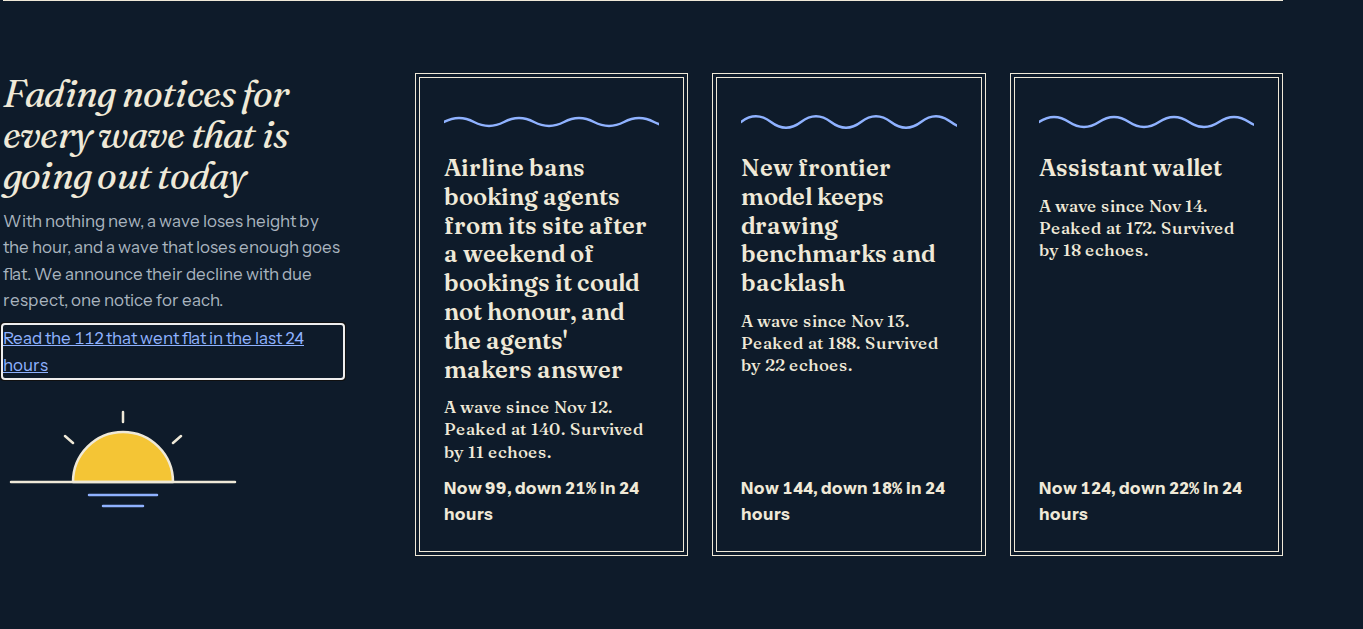 Fading notices for
every wave that is
going out today
With nothing new, a wave loses height by
the hour, and a wave that loses enough goes
flat. We announce their decline with due
respect, one notice for each.
Read the 112 that went flat in the last 24
hours
Airline bans
booking agents
from its site after
a weekend of
bookings it could
not honour, and
the agents'
makers answer
A wave since Nov 12.
Peaked at 140. Survived
by 11 echoes.
Now 99, down 21% in 24
hours
New frontier
model keeps
drawing
benchmarks and
backlash
A wave since Nov 13.
Peaked at 188. Survived
by 22 echoes.
Now 144, down 18% in 24
hours
Assistant wallet
A wave since Nov 14.
Peaked at 172. Survived
by 18 echoes.
Now 124, down 22% in 24
hours